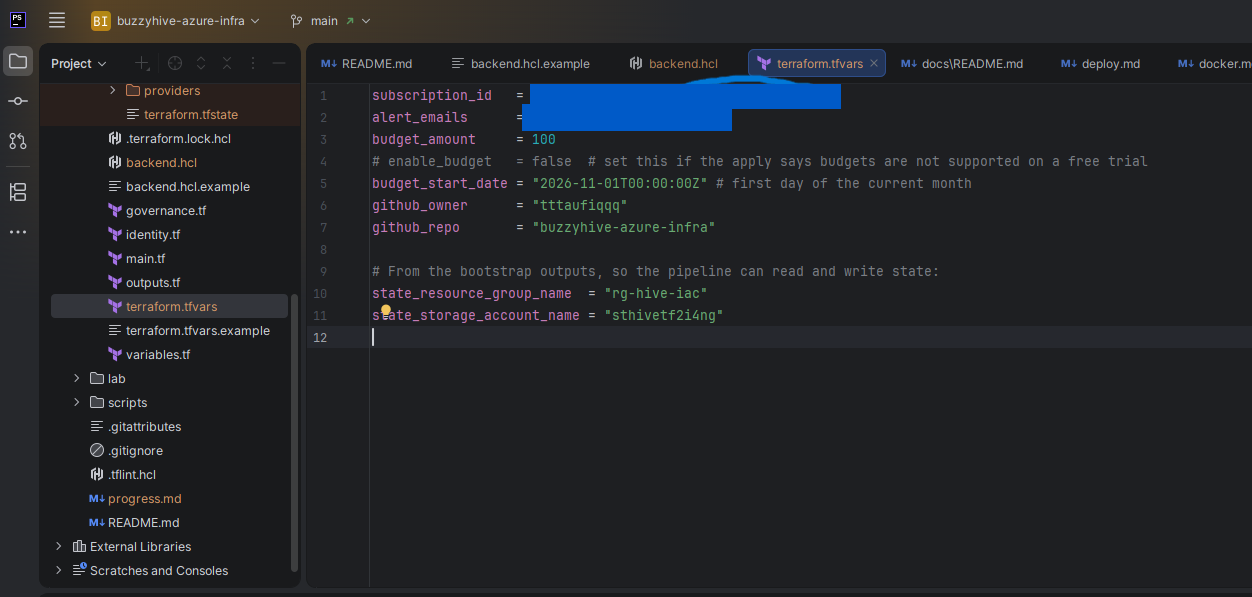 PS
BI buzzyhive-azure-infra main
Project
README.md backend.hcl.example backend.hcl terraform.tfvars docs\README.md deploy.md docker.m
providers
terraform.tfstate
.terraform.lock.hcl
backend.hcl
backend.hcl.example
governance.tf
identity.tf
main.tf
outputs.tf
terraform.tfvars
terraform.tfvars.example
variables.tf
lab
scripts
.gitattributes
.gitignore
.tflint.hcl
M↓ progress.md
M↓ README.md
External Libraries
Scratches and Consoles
1 subscription_id =
2 alert_emails =
3 budget_amount = 100
4 # enable_budget = false # set this if the apply says budgets are not supported on a free trial
5 budget_start_date = "2026-11-01T00:00:00Z" # first day of the current month
6 github_owner = "tttaufiqqq"
7 github_repo = "buzzyhive-azure-infra"
8
9 # From the bootstrap outputs, so the pipeline can read and write state:
10 state_resource_group_name = "rg-hive-iac"
11 state_storage_account_name = "sthivetf2i4ng"
12